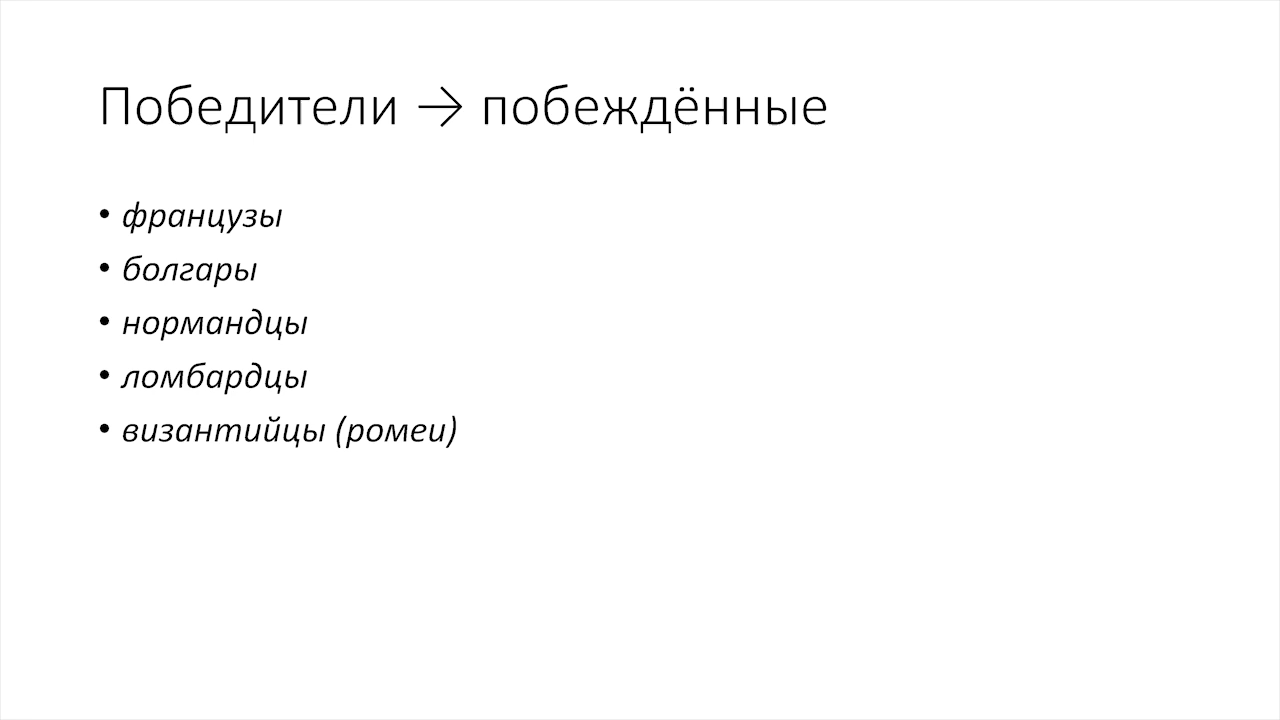 Победители → побеждённые
• французы
• болгары
• нормандцы
• ломбардцы
• византийцы (ромеи)